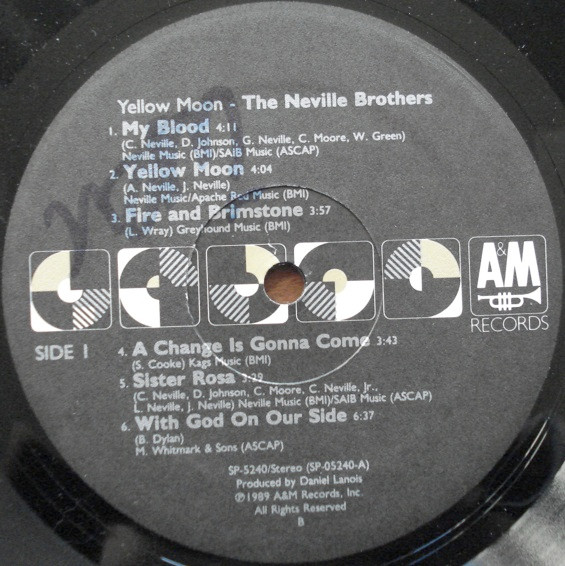 Yellow Moon - The Neville Brothers
1. My Blood 4:11
(C. Neville, D. Johnson, G. Neville, C. Moore, W. Green)
Neville Music (BMI)/SAIB Music (ASCAP)
2. Yellow Moon 4:04
(A. Neville, J. Neville)
Neville Music/Apache Red Music (BMI)
3. Fire and Brimstone 3:57
(L. Wray) Greyhound Music (BMI)
A&M
RECORDS
SIDE 1
4. A Change Is Gonna Come 3:43
(S. Cooke) Kags Music (BMI)
5. Sister Rosa 3:29
(C. Neville, D. Johnson, C. Moore, C. Neville, Jr.,
L. Neville, J. Neville) Neville Music (BMI)/SAIB Music (ASCAP)
6. With God On Our Side 6:37
(B. Dylan)
M. Whitmark & Sons (ASCAP)
SP-5240/Stereo (SP-05240-A)
Produced by Daniel Lanois
℗©1989 A&M Records, Inc.
All Rights Reserved
B